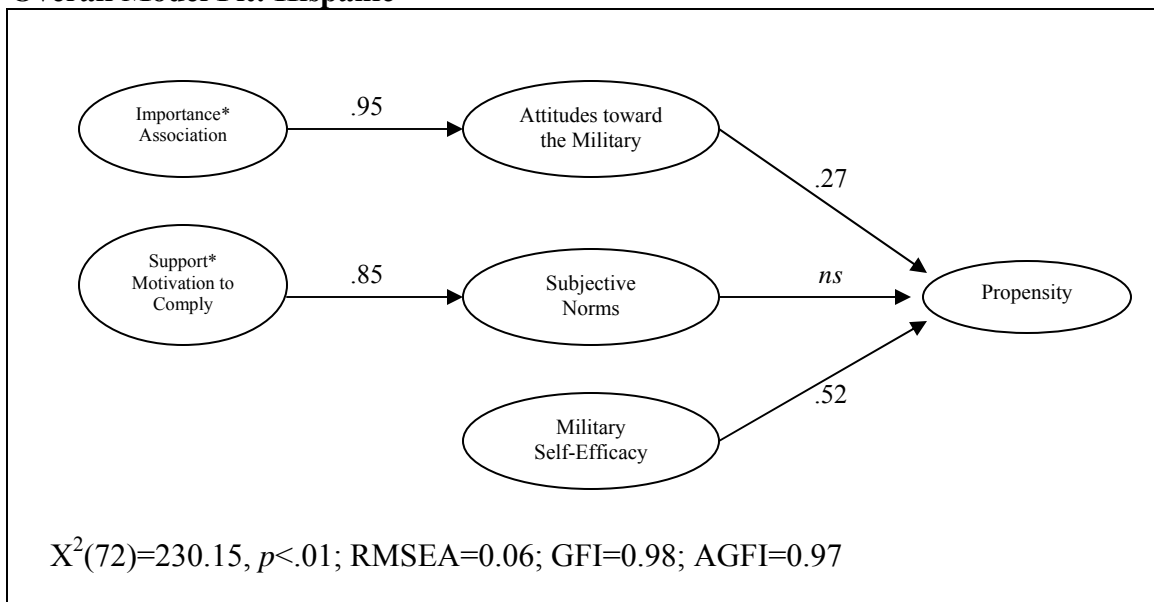 Overall Model Fit: Hispanic
Importance*
Association
.95
Attitudes toward
the Military
.27
Support*
Motivation to
Comply
.85
Subjective
Norms
ns
Propensity
Military
Self-Efficacy
.52
X²(72)=230.15, p<.01; RMSEA=0.06; GFI=0.98; AGFI=0.97